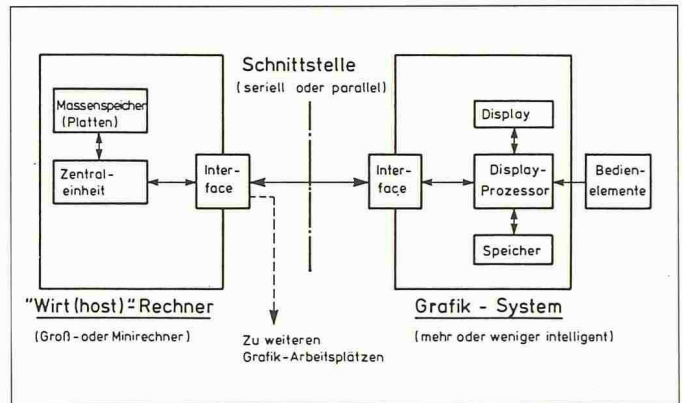 Schnittstelle
(seriell oder parallel)
Massenspeicher
(Platten)
Zentral-
einheit
Inter-
face
Inter-
face
Display
Display-
Prozessor
Speicher
Bedien-
elemente
"Wirt (host)"-Rechner
(Groß- oder Minirechner)
Zu weiteren
Grafik-Arbeitsplätzen
Grafik - System
(mehr oder weniger intelligent)